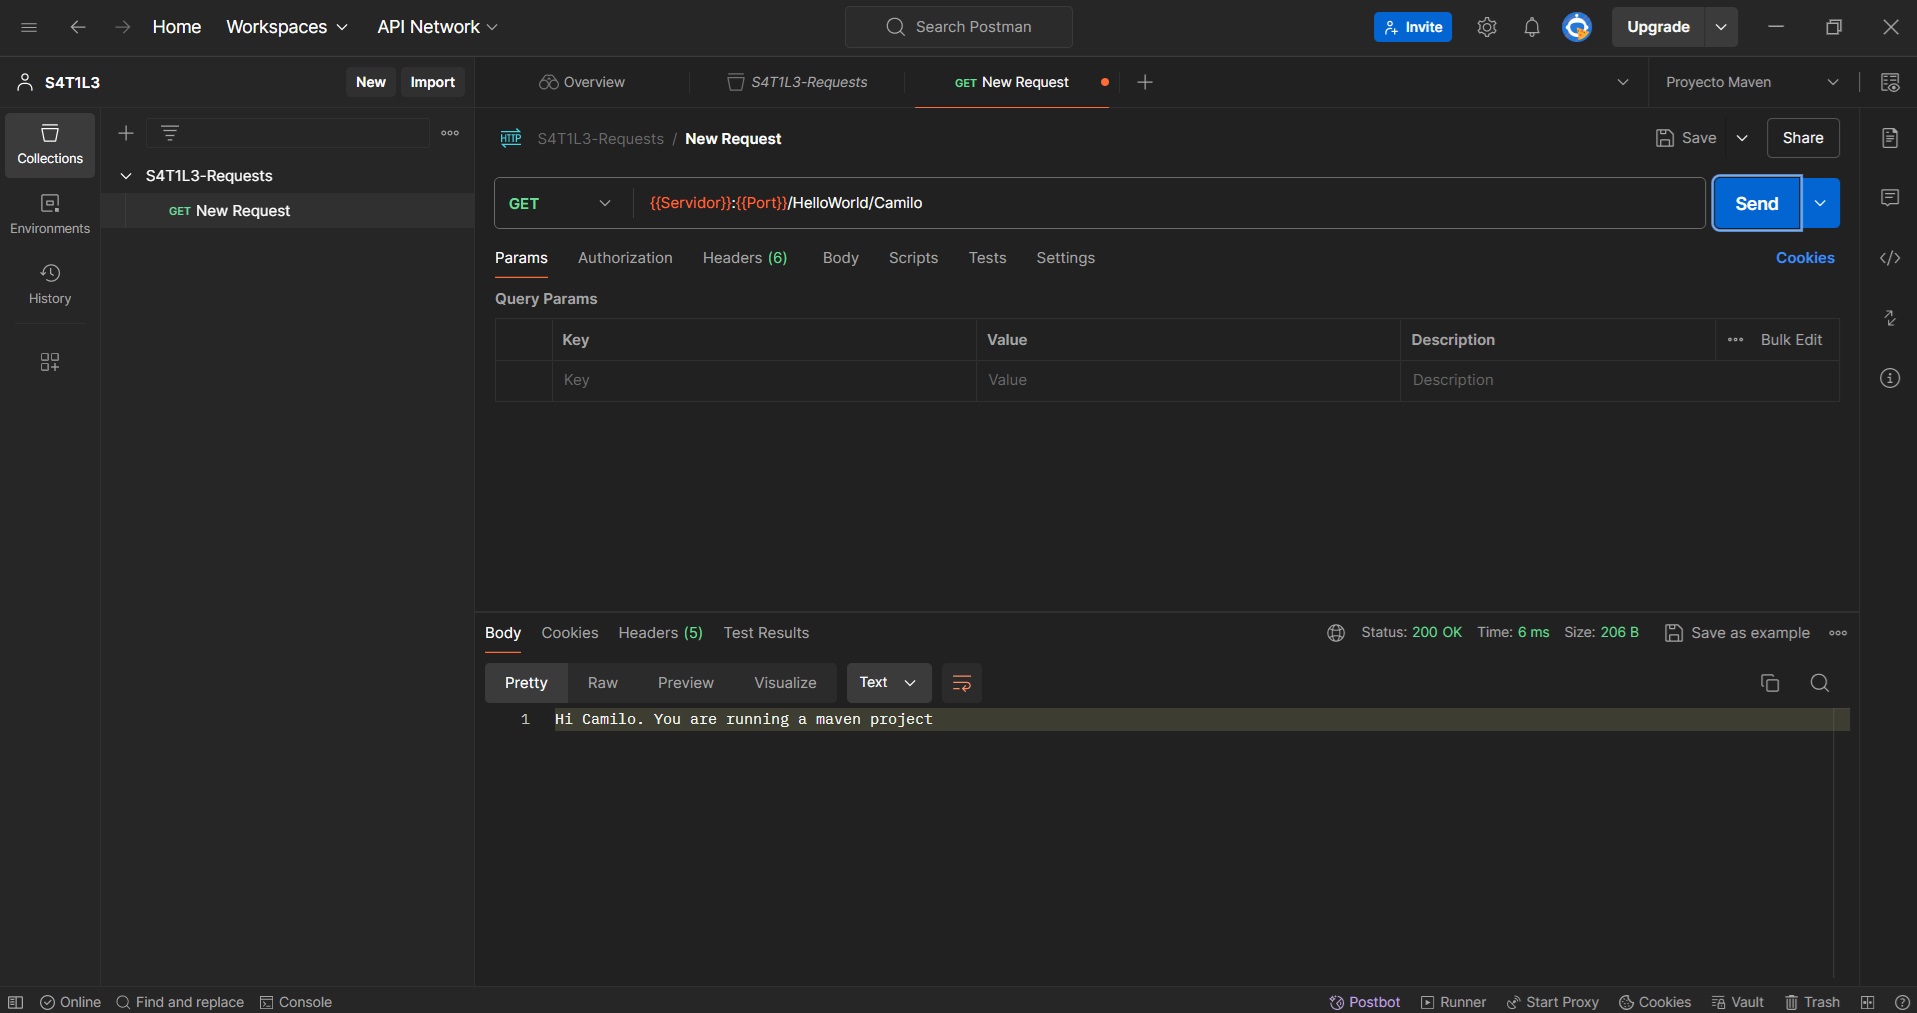 Home Workspaces API Network Search Postman Invite Upgrade
S4T1L3 New Import Overview S4T1L3-Requests GET New Request Proyecto Maven
Collections
Environments
History
S4T1L3-Requests
GET New Request
HTTP S4T1L3-Requests / New Request Save Share
GET {{Servidor}}:{{Port}}/HelloWorld/Camilo Send
Params Authorization Headers (6) Body Scripts Tests Settings Cookies
Query Params
Key Value Description Bulk Edit
Key Value Description
Body Cookies Headers (5) Test Results Status: 200 OK Time: 6 ms Size: 206 B Save as example
Pretty Raw Preview Visualize Text
1 Hi Camilo. You are running a maven project
Online Find and replace Console Postbot Runner Start Proxy Cookies Vault Trash